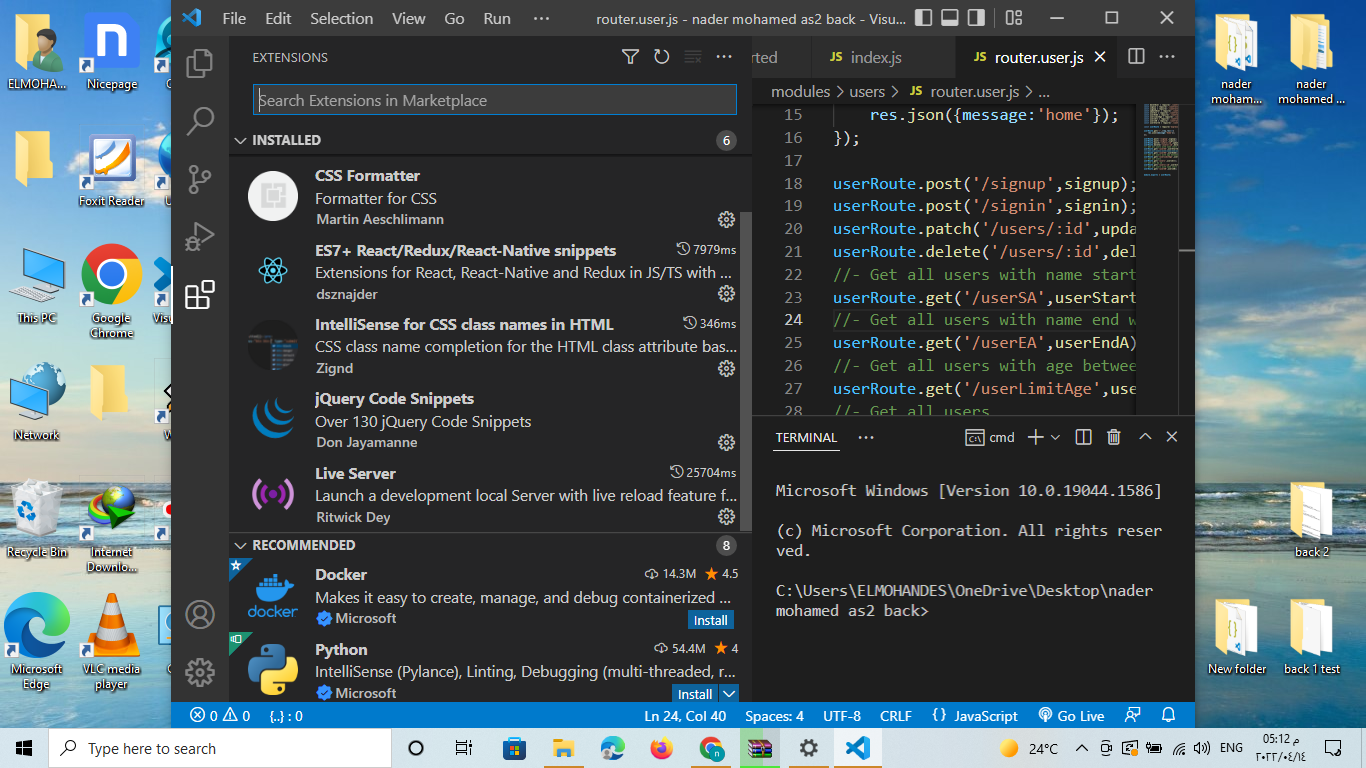 File Edit Selection View Go Run ···
router.user.js - nader mohamed as2 back - Visu...
EXTENSIONS
Search Extensions in Marketplace
INSTALLED 6
CSS Formatter
Formatter for CSS
Martin Aeschlimann
ES7+ React/Redux/React-Native snippets 7979ms
Extensions for React, React-Native and Redux in JS/TS with ...
dsznajder
IntelliSense for CSS class names in HTML 346ms
CSS class name completion for the HTML class attribute bas...
Zignd
jQuery Code Snippets
Over 130 jQuery Code Snippets
Don Jayamanne
Live Server 25704ms
Launch a development local Server with live reload feature f...
Ritwick Dey
RECOMMENDED 8
Docker 14.3M 4.5
Makes it easy to create, manage, and debug containerized ...
Microsoft
Install
docker
Python 54.4M 4
IntelliSense (Pylance), Linting, Debugging (multi-threaded, r...
Microsoft
Install
rted JS index.js JS router.user.js
modules > users > JS router.user.js > ...
15 res.json({message:'home'});
16 });
17
18 userRoute.post('/signup',signup);
19 userRoute.post('/signin',signin);
20 userRoute.patch('/users/:id',upda
21 userRoute.delete('/users/:id',del
22 //- Get all users with name start
23 userRoute.get('/userSA',userStart
24 //- Get all users with name end w
25 userRoute.get('/userEA',userEndA)
26 //- Get all users with age betwee
27 userRoute.get('/userLimitAge',use
28 //- Get all users
TERMINAL ··· cmd
Microsoft Windows [Version 10.0.19044.1586]
(c) Microsoft Corporation. All rights reser
ved.
C:\Users\ELMOHANDES\OneDrive\Desktop\nader
mohamed as2 back>
0 0 {..} : 0
Ln 24, Col 40 Spaces: 4 UTF-8 CRLF {} JavaScript Go Live
ELMOHA...
Nicepage
Foxit Reader
This PC
Google
Chrome
Network
Recycle Bin
Internet
Downlo...
Microsoft
Edge
VLC media
player
nader
moham...
nader
mohamed ...
back 2
New folder
back 1 test
Type here to search
24°C
ENG
05:12 م
٢٠٢٢/٠٤/١٤